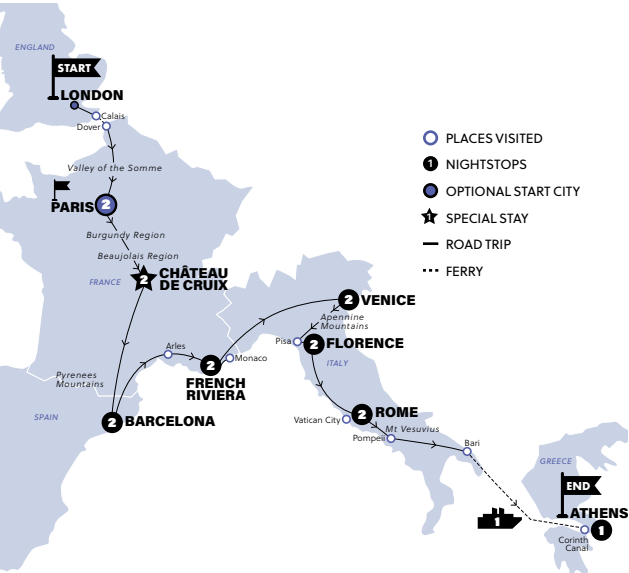 ENGLAND
START
LONDON
Calais
Dover
Valley of the Somme
PARIS
2
Burgundy Region
Beaujolais Region
FRANCE
2
CHÂTEAU
DE CRUIX
Arles
2
Monaco
FRENCH
RIVIERA
Pyrenees
Mountains
SPAIN
2
BARCELONA
2
VENICE
Apennine
Mountains
Pisa
2
FLORENCE
ITALY
2
ROME
Vatican City
Mt Vesuvius
Pompeii
Bari
GREECE
END
ATHENS
1
1
Corinth
Canal
PLACES VISITED
1
NIGHTSTOPS
OPTIONAL START CITY
1
SPECIAL STAY
ROAD TRIP
FERRY